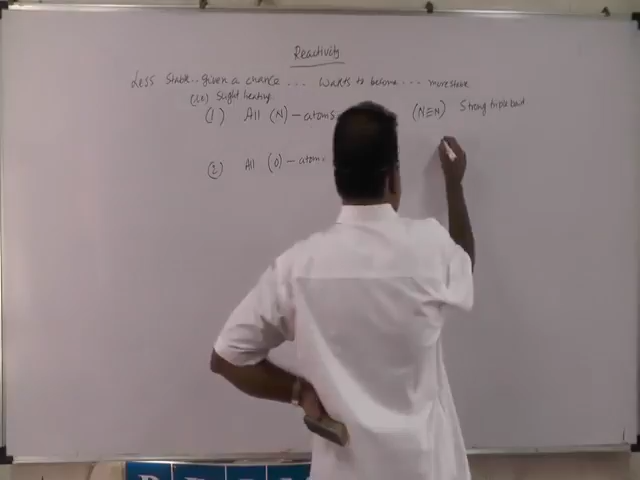 Reactivity
Less Stable.. Given a chance ... Wants to become ... more stable
(i.e) Slight heating
(1) All (N) - atoms (N≡N) Strong triple bond
(2) All (O) - atoms